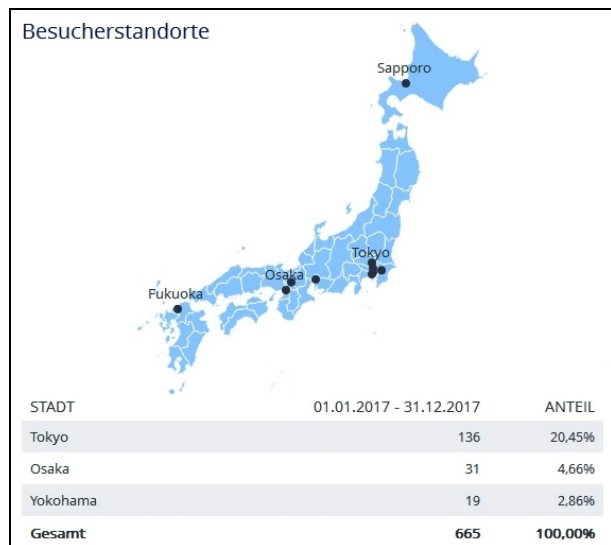 Besucherstandorte
Sapporo
Tokyo
Osaka
Fukuoka
STADT 01.01.2017 - 31.12.2017 ANTEIL
Tokyo 136 20,45%
Osaka 31 4,66%
Yokohama 19 2,86%
Gesamt 665 100,00%